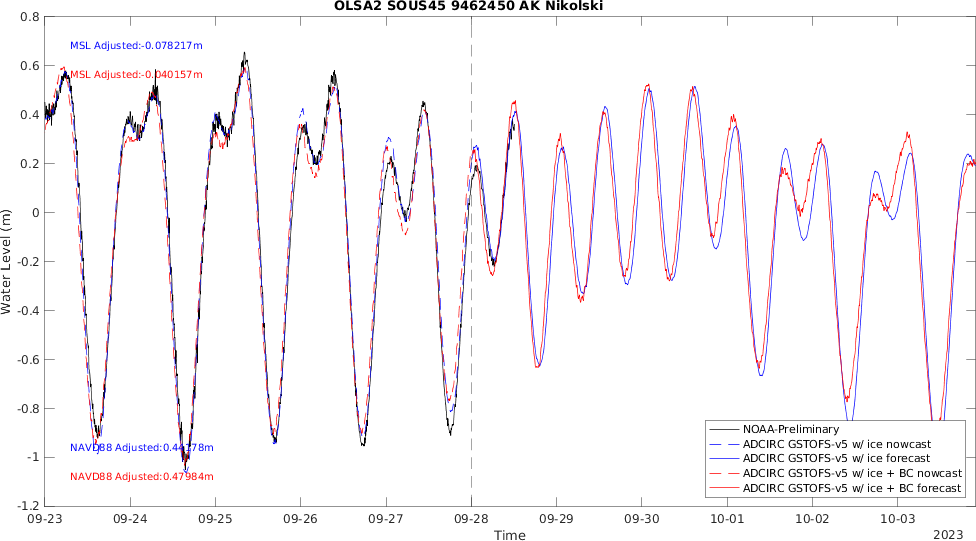 OLSA2 SOUS45 9462450 AK Nikolski
0.8
0.6
0.4
0.2
0
-0.2
-0.4
-0.6
-0.8
-1
-1.2
Water Level (m)
MSL Adjusted:-0.078217m
MSL Adjusted:-0.040157m
NAVD88 Adjusted:0.44178m
NAVD88 Adjusted:0.47984m
NOAA-Preliminary
ADCIRC GSTOFS-v5 w/ ice nowcast
ADCIRC GSTOFS-v5 w/ ice forecast
ADCIRC GSTOFS-v5 w/ ice + BC nowcast
ADCIRC GSTOFS-v5 w/ ice + BC forecast
09-23 09-24 09-25 09-26 09-27 09-28 09-29 09-30 10-01 10-02 10-03
Time
2023